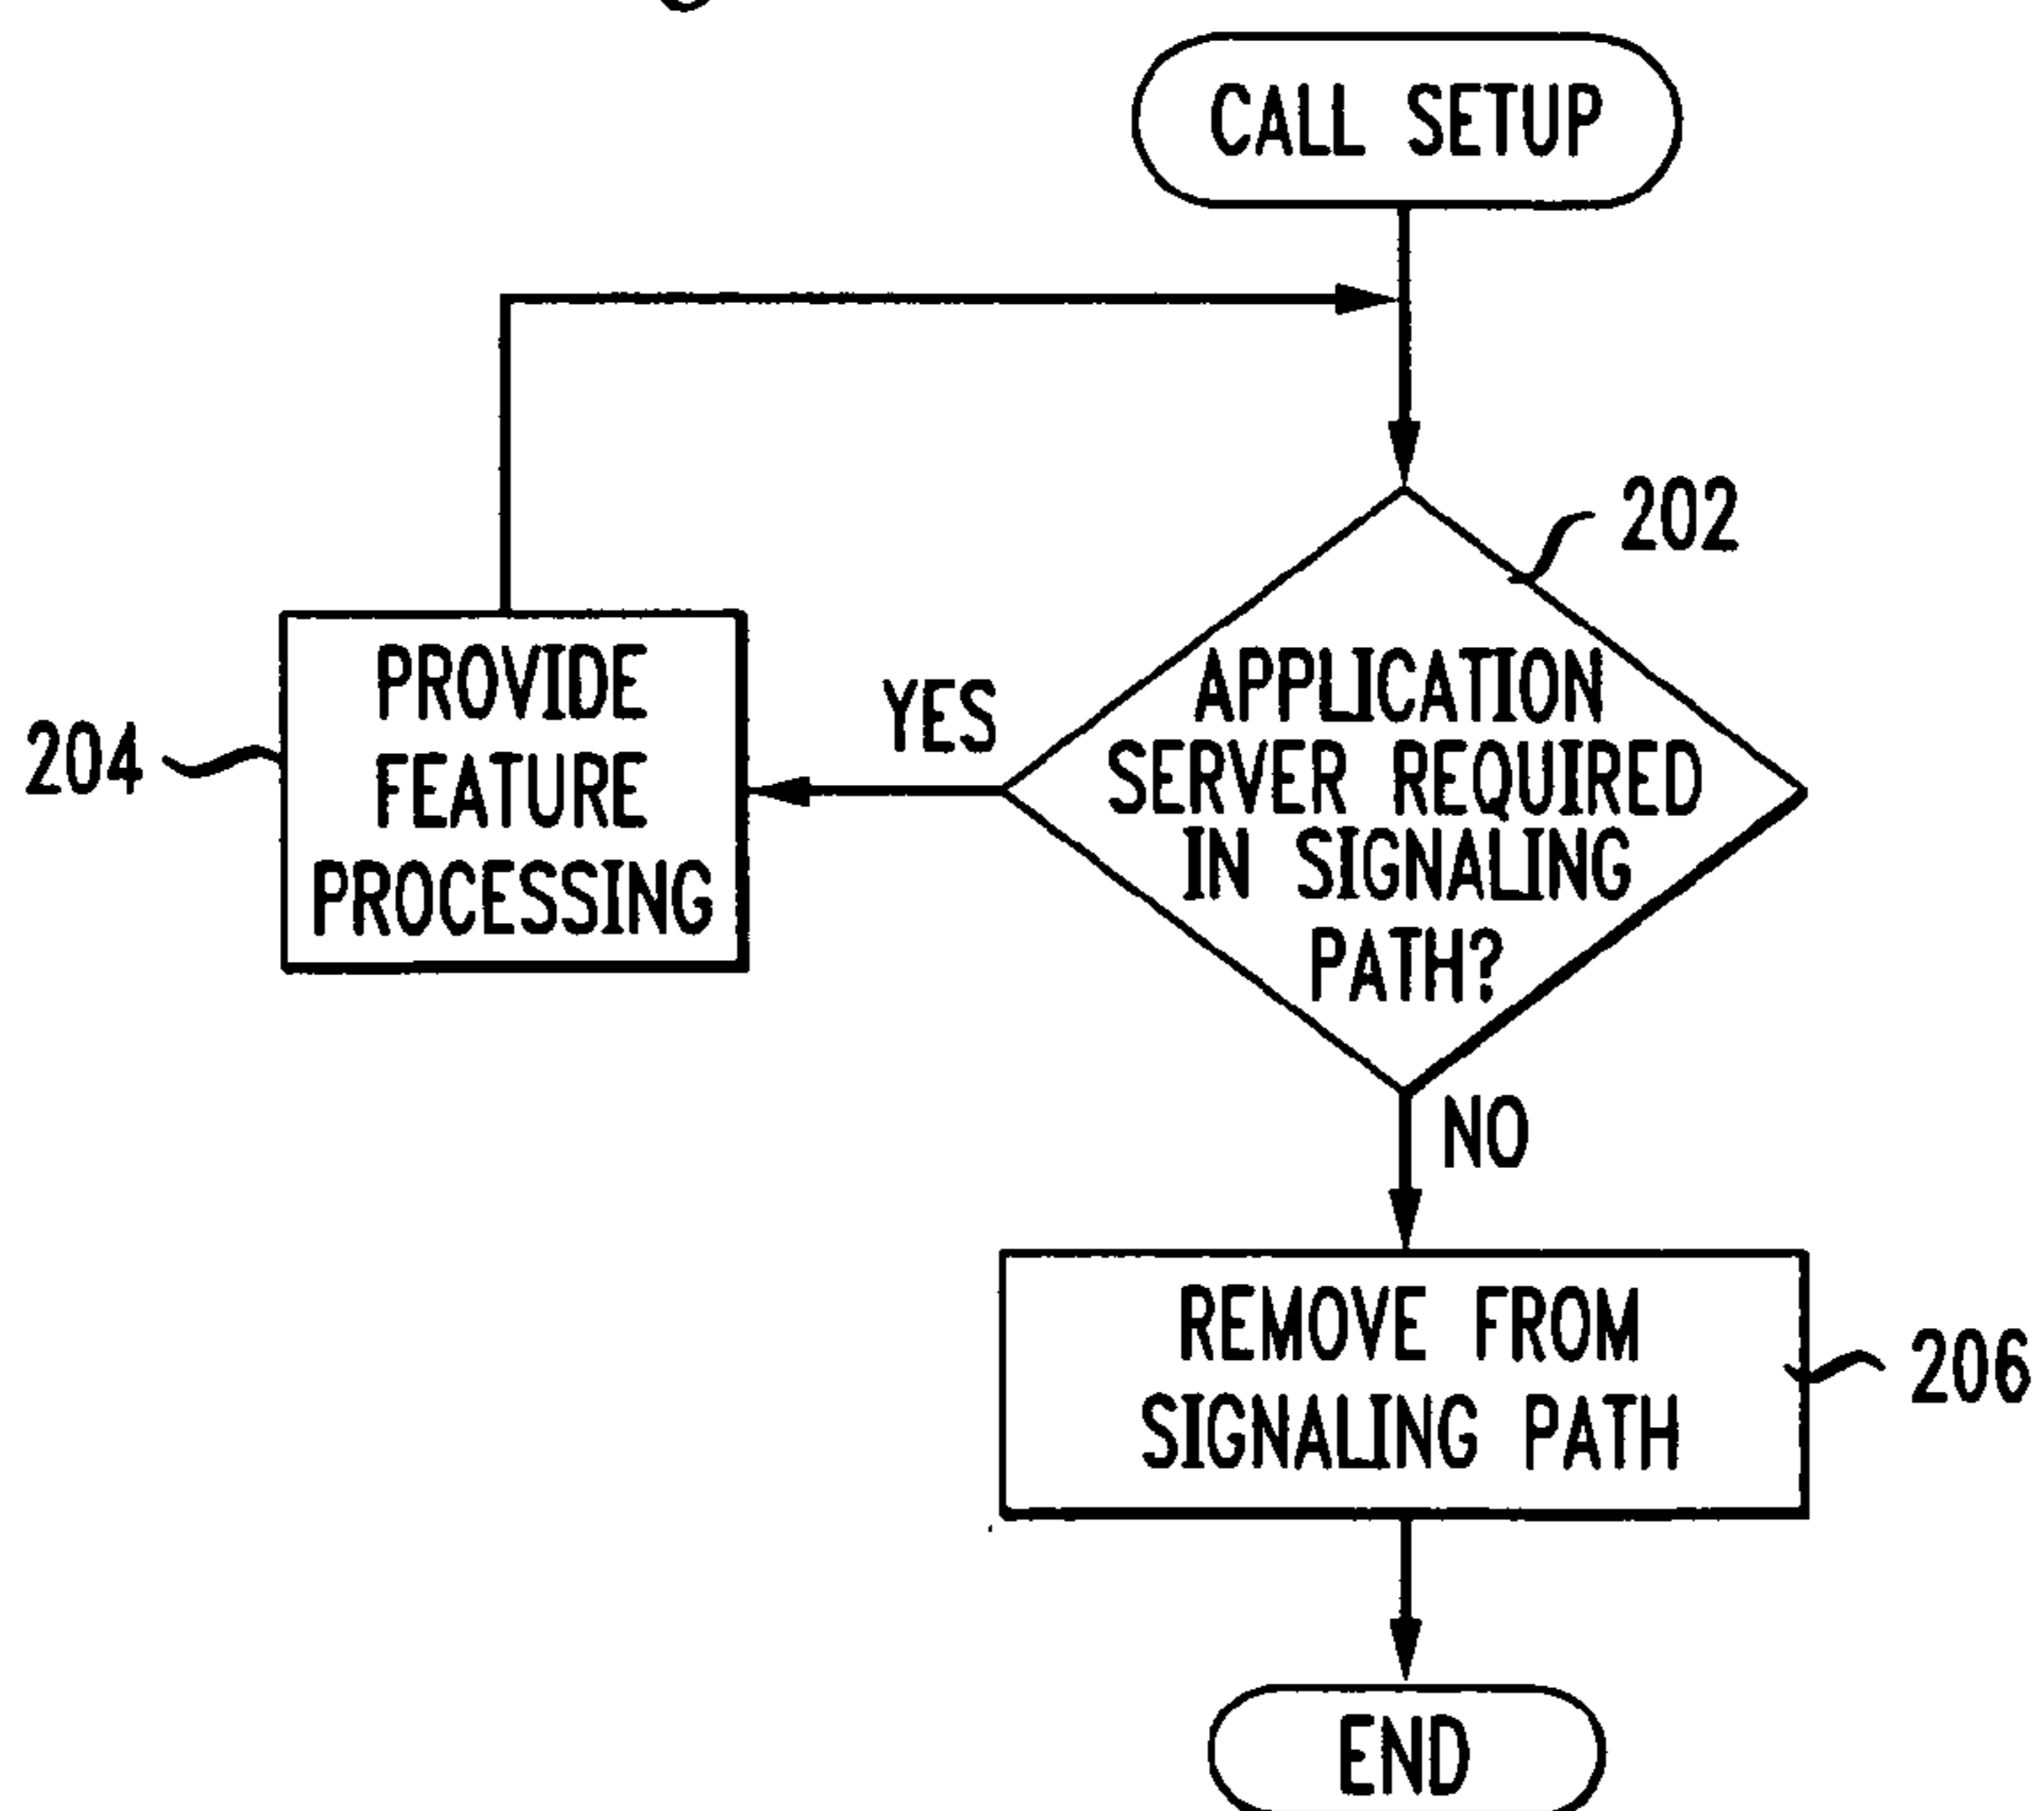 CALL SETUP
202
APPLICATION
SERVER REQUIRED
IN SIGNALING
PATH?
YES
204
PROVIDE
FEATURE
PROCESSING
NO
REMOVE FROM
SIGNALING PATH
206
END